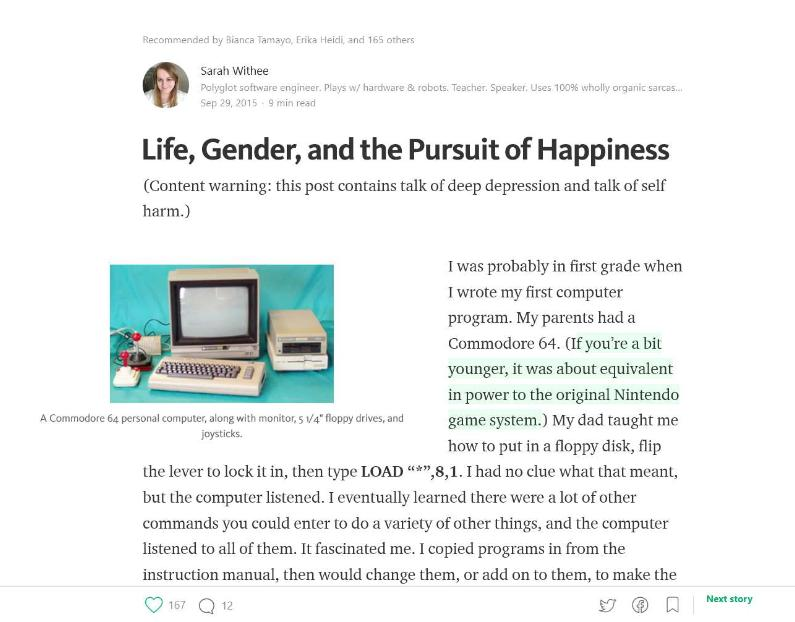 Recommended by Bianca Tamayo, Erika Heidi, and 165 others
Sarah Withee
Polyglot software engineer. Plays w/ hardware & robots. Teacher. Speaker. Uses 100% wholly organic sarcas...
Sep 29, 2015 · 9 min read
Life, Gender, and the Pursuit of Happiness
(Content warning: this post contains talk of deep depression and talk of self
harm.)
A Commodore 64 personal computer, along with monitor, 5 1/4" floppy drives, and
joysticks.
I was probably in first grade when
I wrote my first computer
program. My parents had a
Commodore 64. (If you’re a bit
younger, it was about equivalent
in power to the original Nintendo
game system.) My dad taught me
how to put in a floppy disk, flip
the lever to lock it in, then type LOAD “*”,8,1. I had no clue what that meant,
but the computer listened. I eventually learned there were a lot of other
commands you could enter to do a variety of other things, and the computer
listened to all of them. It fascinated me. I copied programs in from the
instruction manual, then would change them, or add on to them, to make the
167
12
Next story